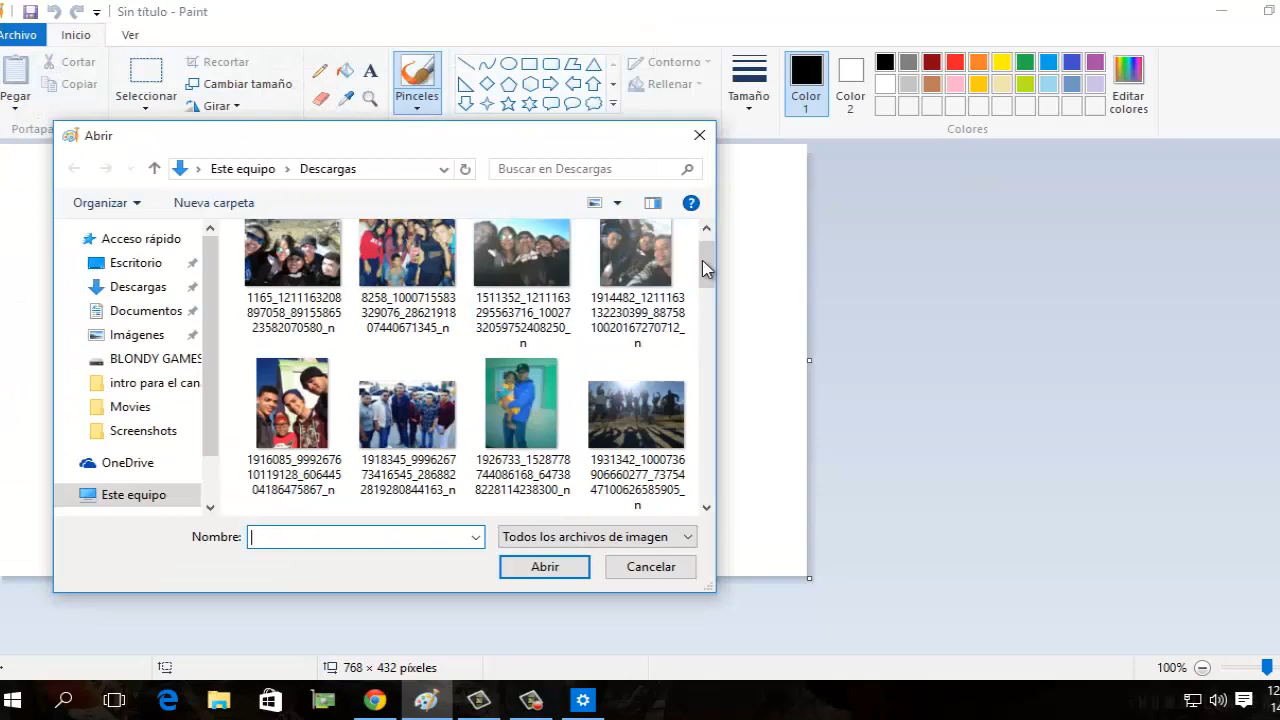 Sin título - Paint
Archivo
Inicio
Ver
Pegar
Cortar
Copiar
Portapa
Seleccionar
Recortar
Cambiar tamaño
Girar
Pinceles
Contorno
Rellenar
Tamaño
Color
1
Color
2
Editar
colores
Colores
Abrir
Este equipo
Descargas
Buscar en Descargas
Organizar
Nueva carpeta
Acceso rápido
Escritorio
Descargas
Documentos
Imágenes
BLONDY GAMES
intro para el can
Movies
Screenshots
OneDrive
Este equipo
1165_1211163208
897058_89155865
23582070580_n
8258_1000715583
329076_28621918
07440671345_n
1511352_1211163
295563716_10027
32059752408250_
n
1914482_1211163
132230399_88758
10020167270712_
n
1916085_9992676
10119128_606445
04186475867_n
1918345_9996267
73416545_286882
2819280844163_n
1926733_1528778
744086168_64738
8228114238300_n
1931342_1000736
906660277_73754
47100626585905_
n
Nombre:
Todos los archivos de imagen
Abrir
Cancelar
768 × 432 píxeles
100%
12
14